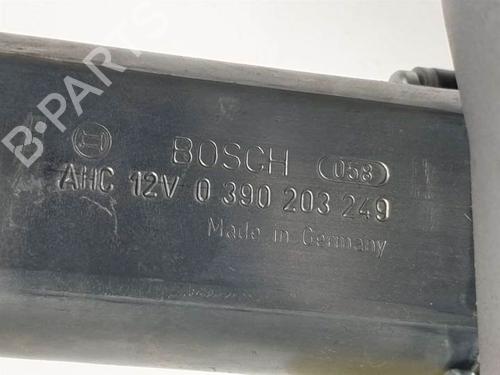 BOSCH 058
AHC 12V 0 390 203 249
Made in Germany
B-Parts